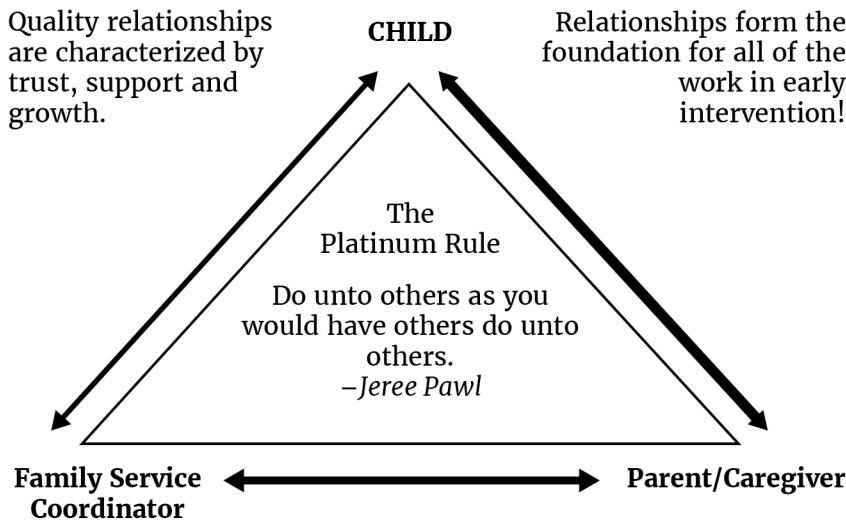 Quality relationships
are characterized by
trust, support and
growth.
CHILD
Relationships form the
foundation for all of the
work in early
intervention!
The
Platinum Rule
Do unto others as you
would have others do unto
others.
–Jeree Pawl
Family Service
Coordinator
Parent/Caregiver